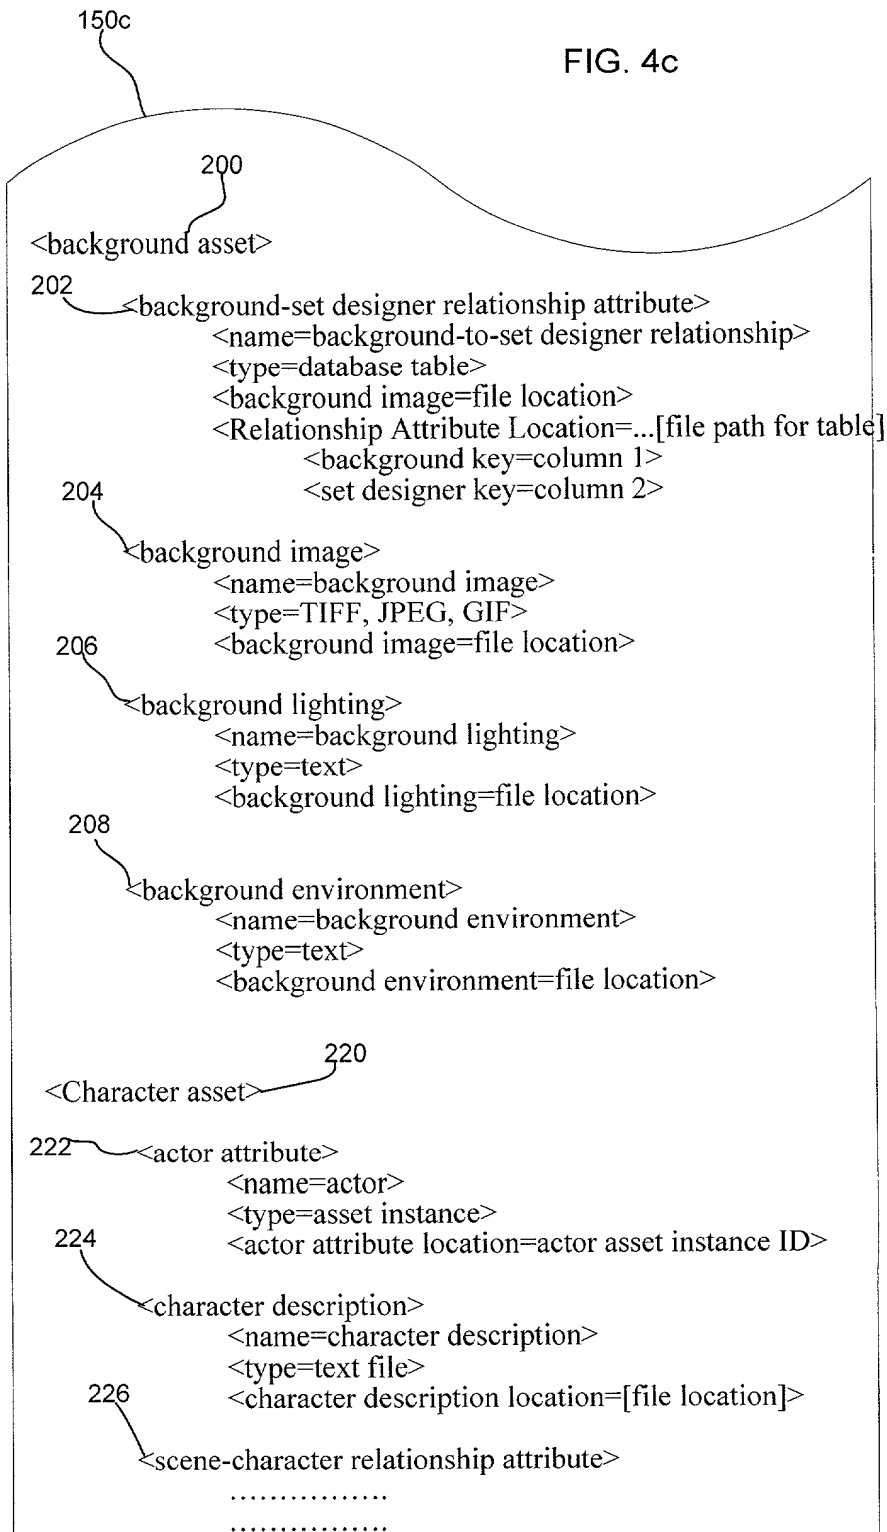 150c
FIG. 4c
200
<background asset>
202
<background-set designer relationship attribute>
<name=background-to-set designer relationship>
<type=database table>
<background image=file location>
<Relationship Attribute Location=...[file path for table]
<background key=column 1>
<set designer key=column 2>
204
<background image>
<name=background image>
<type=TIFF, JPEG, GIF>
<background image=file location>
206
<background lighting>
<name=background lighting>
<type=text>
<background lighting=file location>
208
<background environment>
<name=background environment>
<type=text>
<background environment=file location>
220
<Character asset>
222
<actor attribute>
<name=actor>
<type=asset instance>
<actor attribute location=actor asset instance ID>
224
<character description>
<name=character description>
<type=text file>
<character description location=[file location]>
226
<scene-character relationship attribute>
................
................